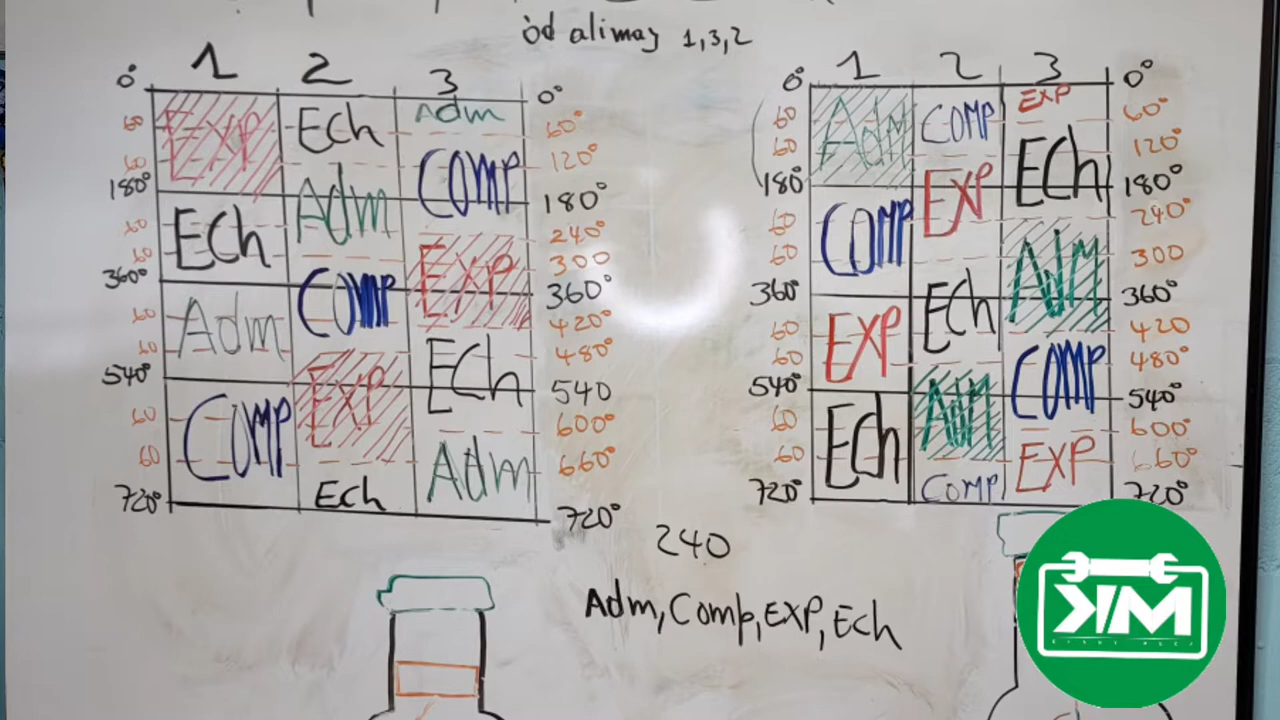 öd alimaz 1,3,2
1 2 3
0° 0°
EXP Ech Adm
60 60°
60 120°
COMP
180° 180°
Ech Adm
60 240°
EXP
60 300
360° 360°
COMP
60 420°
Adm
60 480°
Ech
540° 540
EXP
60 600°
COMP
60 660°
Adm
Ech
720° 720°
1 2 3
0° 0°
Adm COMP EXP
60 60°
60 120°
ECh
180° 180°
EXP
60 240°
COMP
60 300
ADM
360° 360°
ECh
60 420
EXP
60 480°
COMP
540° 540°
ADM
60 600°
ECh
60 660°
EXP
COMP
720° 720°
240
Adm, Comp, EXP, Ech
KM